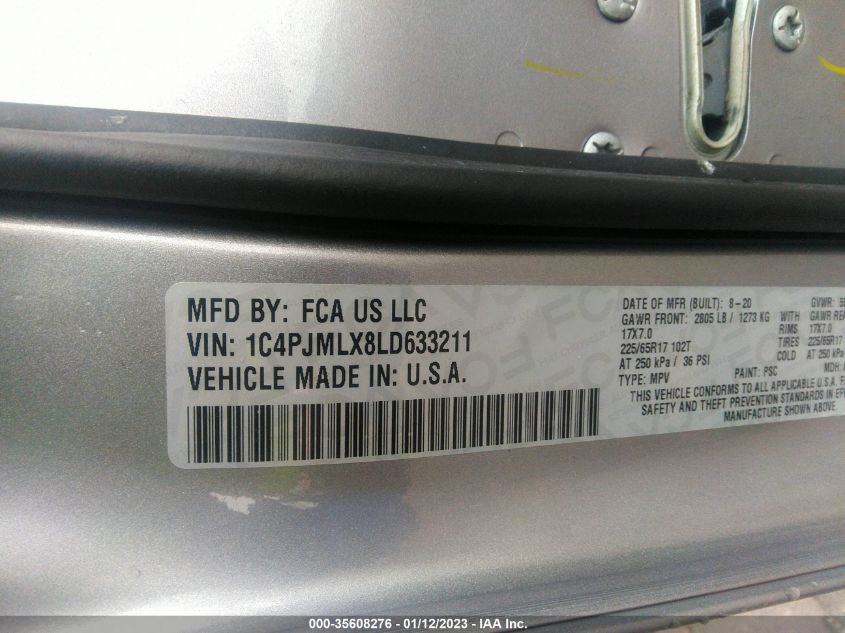 MFD BY: FCA US LLC
VIN: 1C4PJMLX8LD633211
VEHICLE MADE IN: U.S.A.
DATE OF MFR (BUILT): 8-20 GVWR:
GAWR FRONT: 2805 LB / 1273 KG WITH GAWR
17X7.0 RIMS 17X7.0
225/65R17 102T TIRES 225/65R17
AT 250 kPa / 36 PSI COLD AT 250 kPa
TYPE: MPV PAINT: PSC MDH:
THIS VEHICLE CONFORMS TO ALL APPLICABLE U.S.A.
SAFETY AND THEFT PREVENTION STANDARDS IN
MANUFACTURE SHOWN ABOVE.
000-35608276 - 01/12/2023 - IAA Inc.